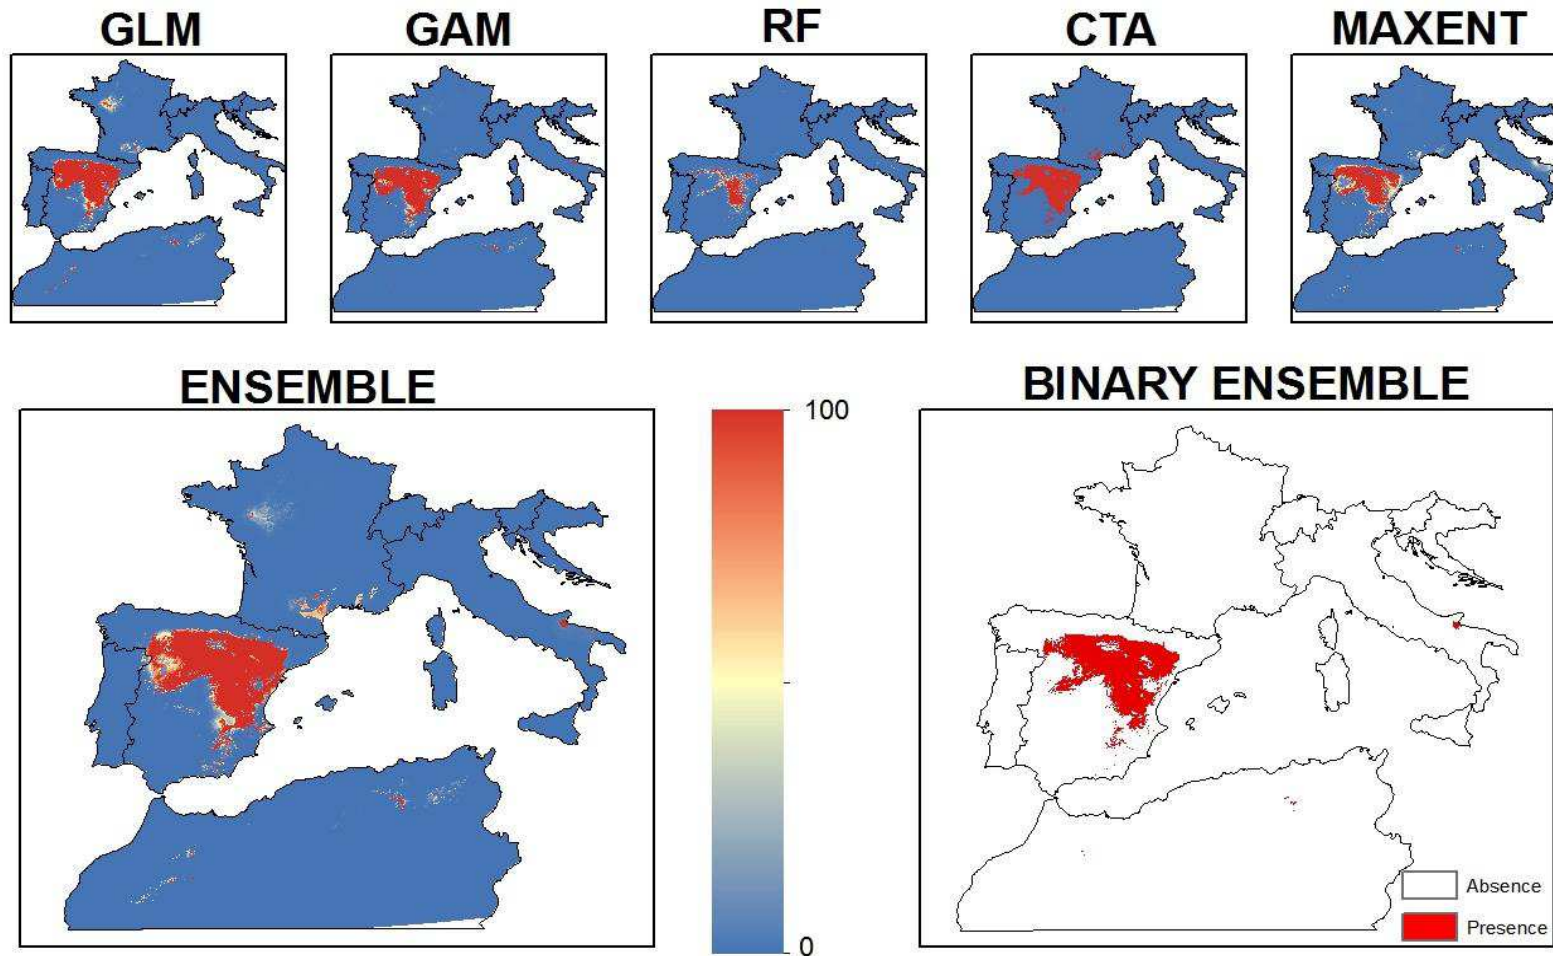 GLM
GAM
RF
CTA
MAXENT
ENSEMBLE
BINARY ENSEMBLE
100
0
Absence
Presence